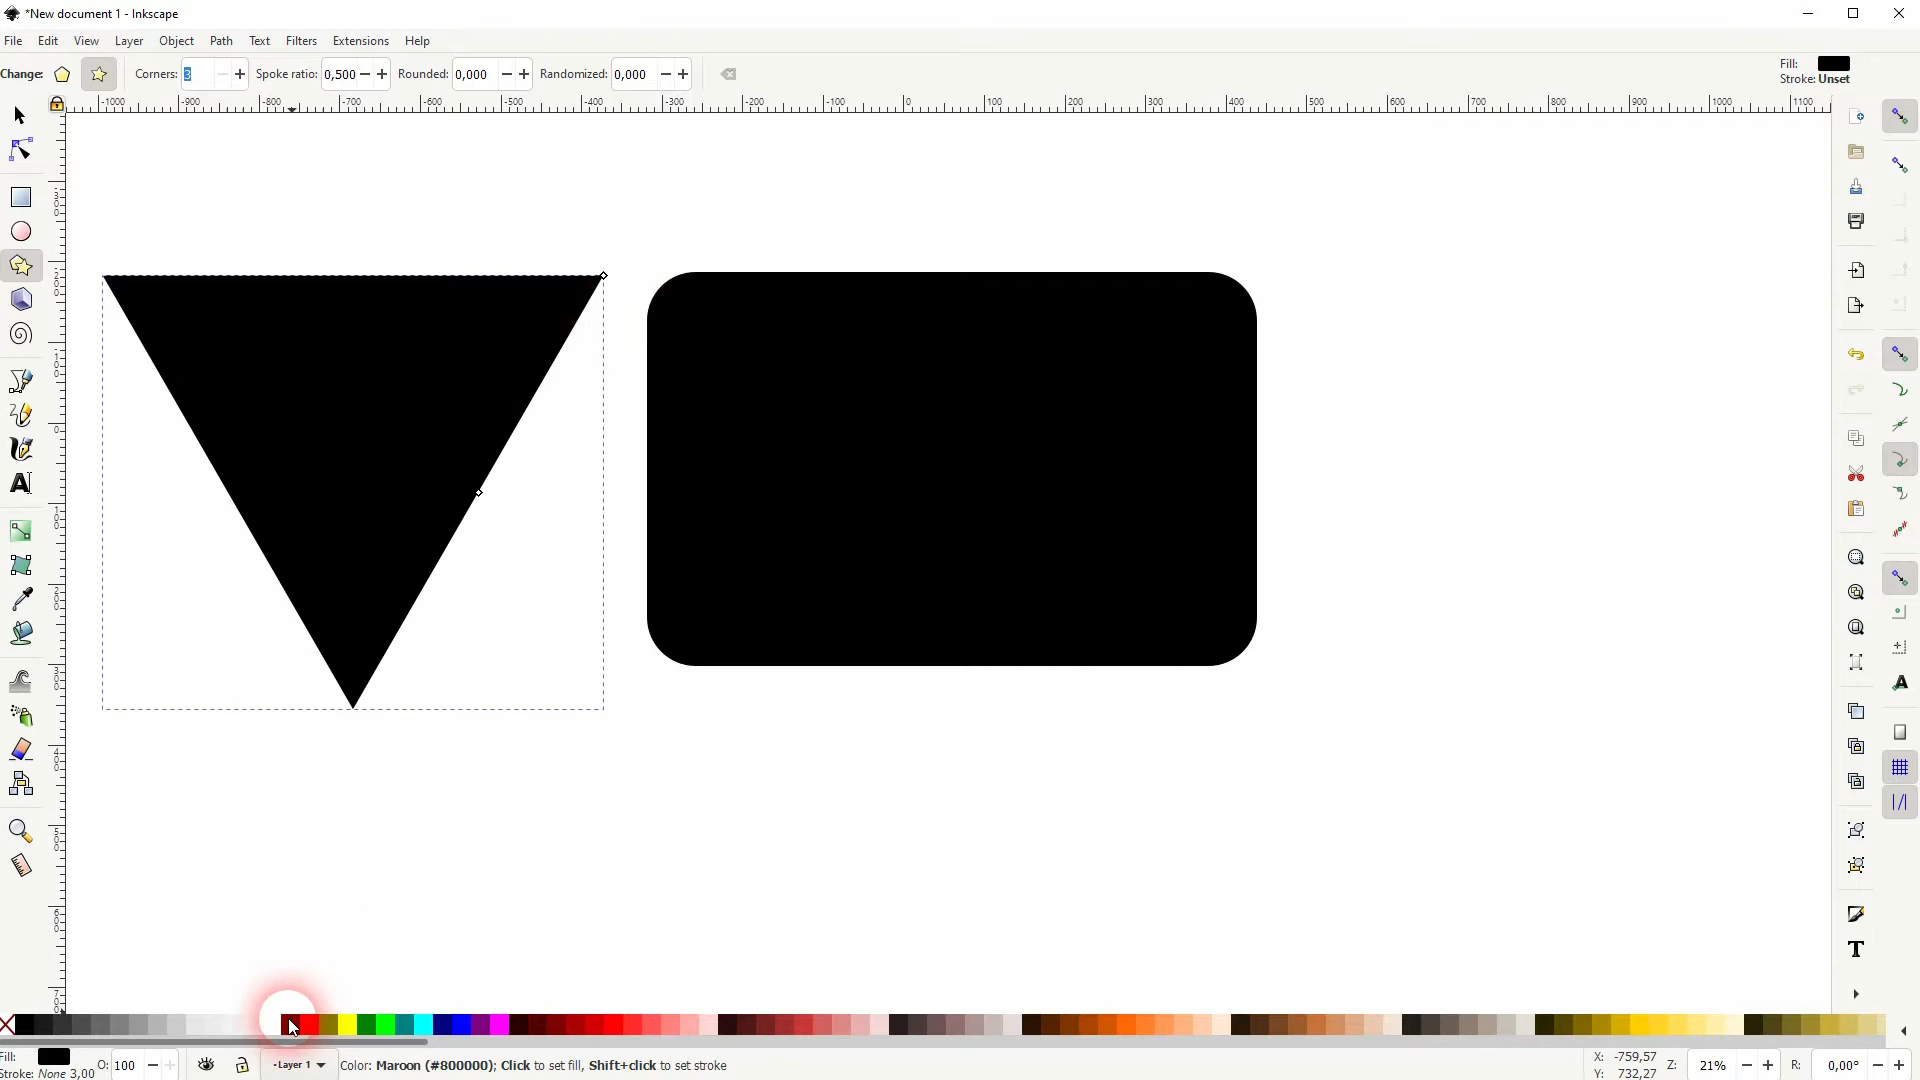 *New document 1 - Inkscape
File Edit View Layer Object Path Text Filters Extensions Help
Change: Corners: 3 Spoke ratio: 0,500 Rounded: 0,000 Randomized: 0,000
Fill:
Stroke: Unset
-1000 -900 -800 -700 -600 -500 -400 -300 -200 -100 0 100 200 300 400 500 600 700 800 900 1000 1100
Fill:
Stroke: None 3,00
O: 100
Layer 1
Color: Maroon (#800000); Click to set fill, Shift+click to set stroke
X: -759,57
Y: 732,27
Z: 21%
R: 0,00°